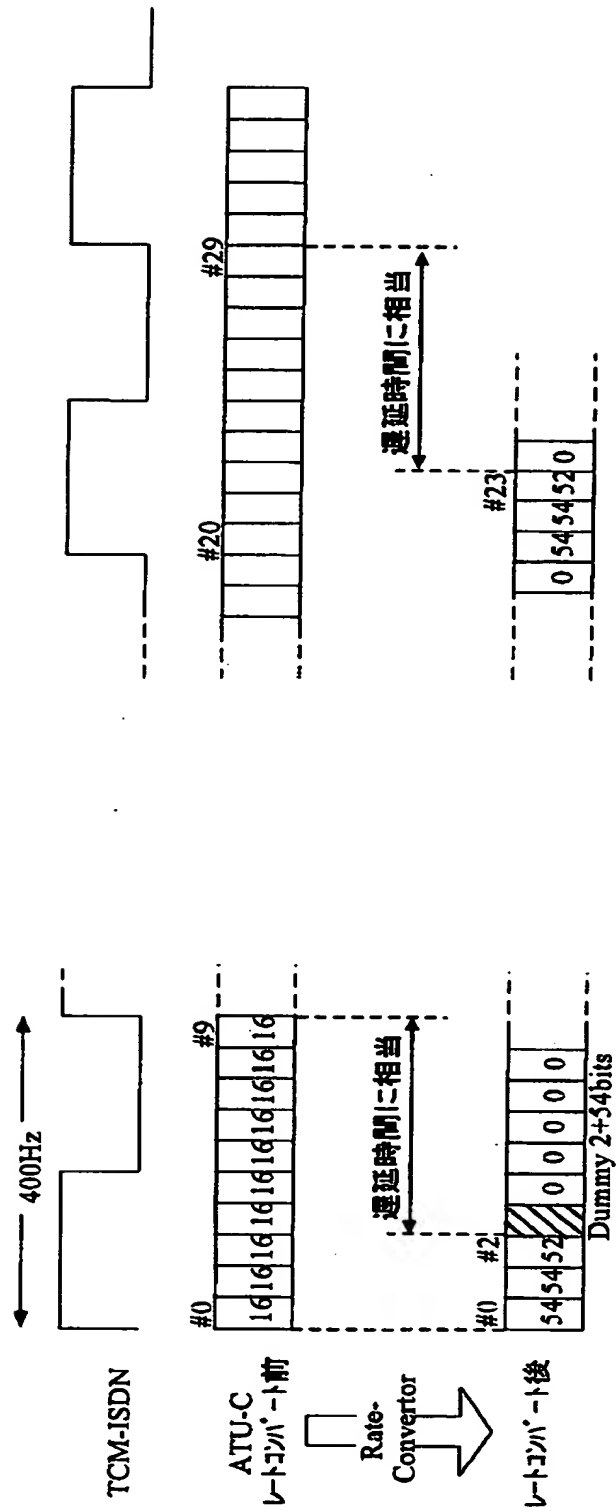 400Hz
TCM-ISDN
ATU-C
レートコンバート前
#0
#9
16 16 16 16 16 16 16 16 16 16
遅延時間に相当
Rate-
Convertor
レートコンバート後
#0
#2
54 54 52 0 0 0 0
Dummy 2+54bits
#20
#29
遅延時間に相当
#23
0 54 54 52 0